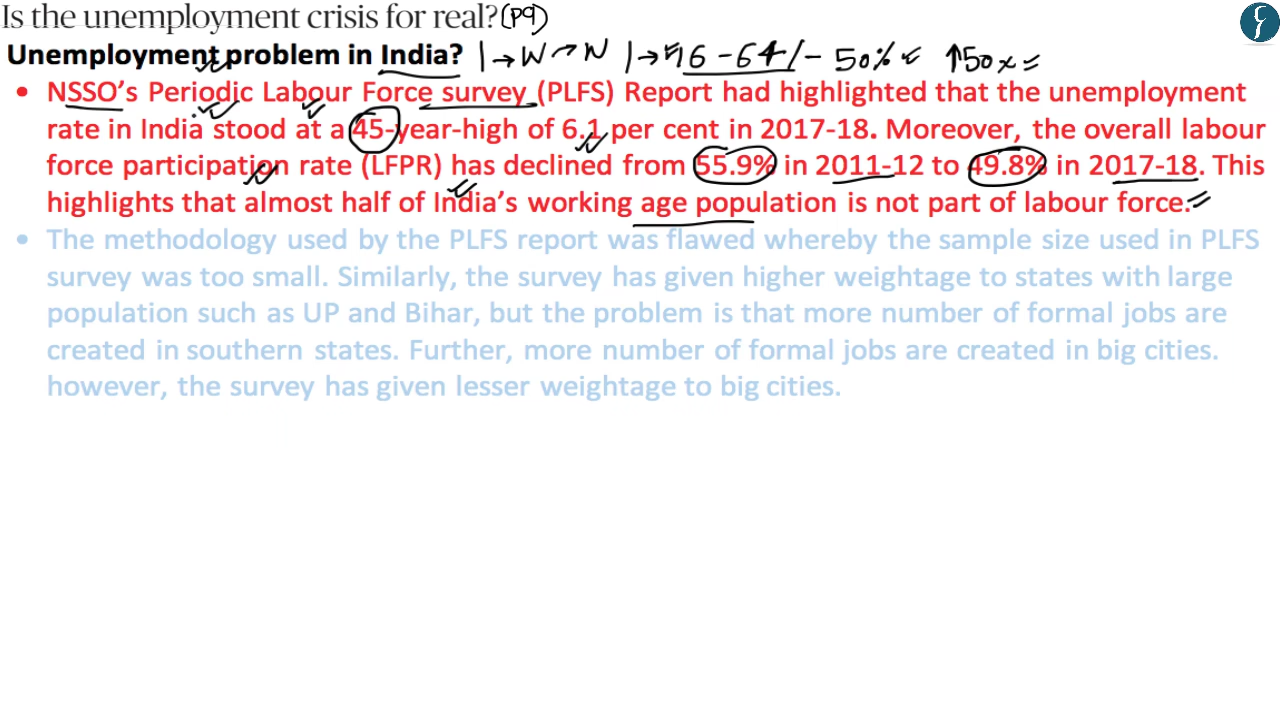 Is the unemployment crisis for real? (P9)
Unemployment problem in India? | → W → N | → 16 - 64 / - 50% ↑ 50 x =
• NSSO's Periodic Labour Force survey (PLFS) Report had highlighted that the unemployment
rate in India stood at a 45-year-high of 6.1 per cent in 2017-18. Moreover, the overall labour
force participation rate (LFPR) has declined from 55.9% in 2011-12 to 49.8% in 2017-18. This
highlights that almost half of India's working age population is not part of labour force.
• The methodology used by the PLFS report was flawed whereby the sample size used in PLFS
survey was too small. Similarly, the survey has given higher weightage to states with large
population such as UP and Bihar, but the problem is that more number of formal jobs are
created in southern states. Further, more number of formal jobs are created in big cities.
however, the survey has given lesser weightage to big cities.